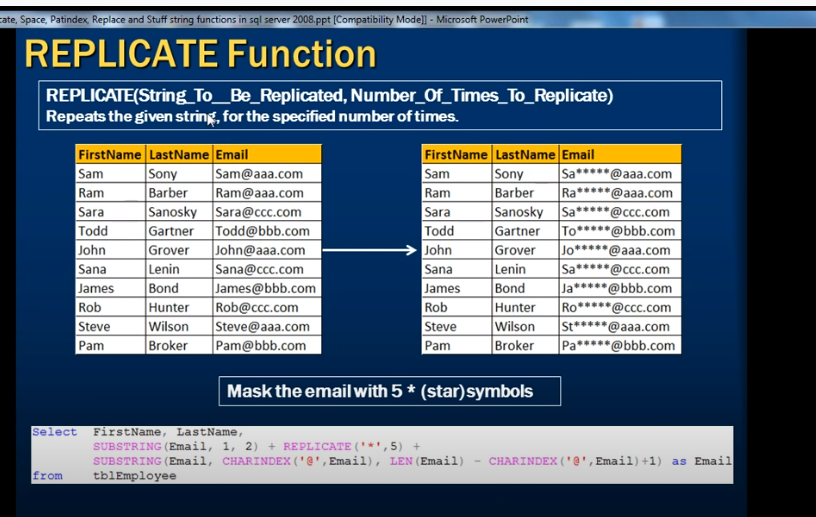 cate, Space, Patindex, Replace and Stuff string functions in sql server 2008.ppt [Compatibility Mode]] - Microsoft PowerPoint
REPLICATE Function
REPLICATE(String_To__Be_Replicated, Number_Of_Times_To_Replicate)
Repeats the given string, for the specified number of times.
FirstName LastName Email
Sam Sony Sam@aaa.com
Ram Barber Ram@aaa.com
Sara Sanosky Sara@ccc.com
Todd Gartner Todd@bbb.com
John Grover John@aaa.com
Sana Lenin Sana@ccc.com
James Bond James@bbb.com
Rob Hunter Rob@ccc.com
Steve Wilson Steve@aaa.com
Pam Broker Pam@bbb.com
FirstName LastName Email
Sam Sony Sa*****@aaa.com
Ram Barber Ra*****@aaa.com
Sara Sanosky Sa*****@ccc.com
Todd Gartner To*****@bbb.com
John Grover Jo*****@aaa.com
Sana Lenin Sa*****@ccc.com
James Bond Ja*****@bbb.com
Rob Hunter Ro*****@ccc.com
Steve Wilson St*****@aaa.com
Pam Broker Pa*****@bbb.com
Mask the email with 5 * (star) symbols
Select FirstName, LastName,
SUBSTRING(Email, 1, 2) + REPLICATE('*',5) +
SUBSTRING(Email, CHARINDEX('@',Email), LEN(Email) - CHARINDEX('@',Email)+1) as Email
from tblEmployee